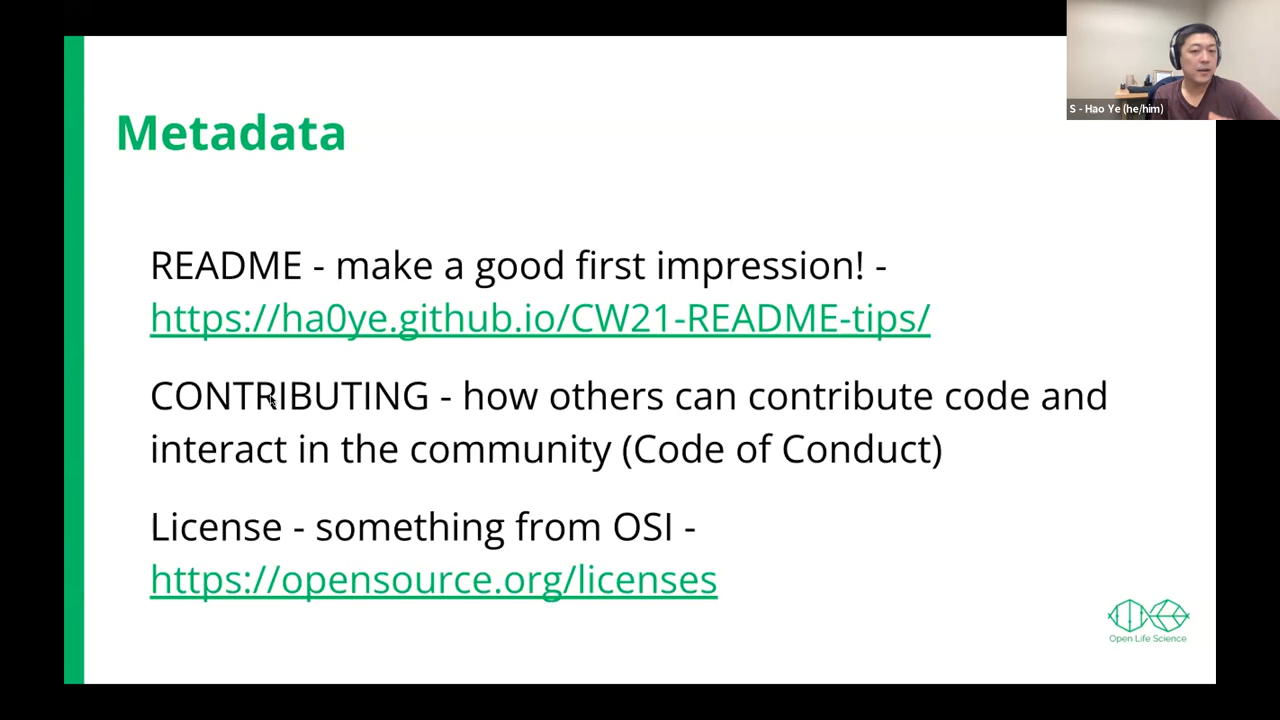 S - Hao Ye (he/him)
Metadata
README - make a good first impression! -
https://ha0ye.github.io/CW21-README-tips/
CONTRIBUTING - how others can contribute code and
interact in the community (Code of Conduct)
License - something from OSI -
https://opensource.org/licenses
Open Life Science